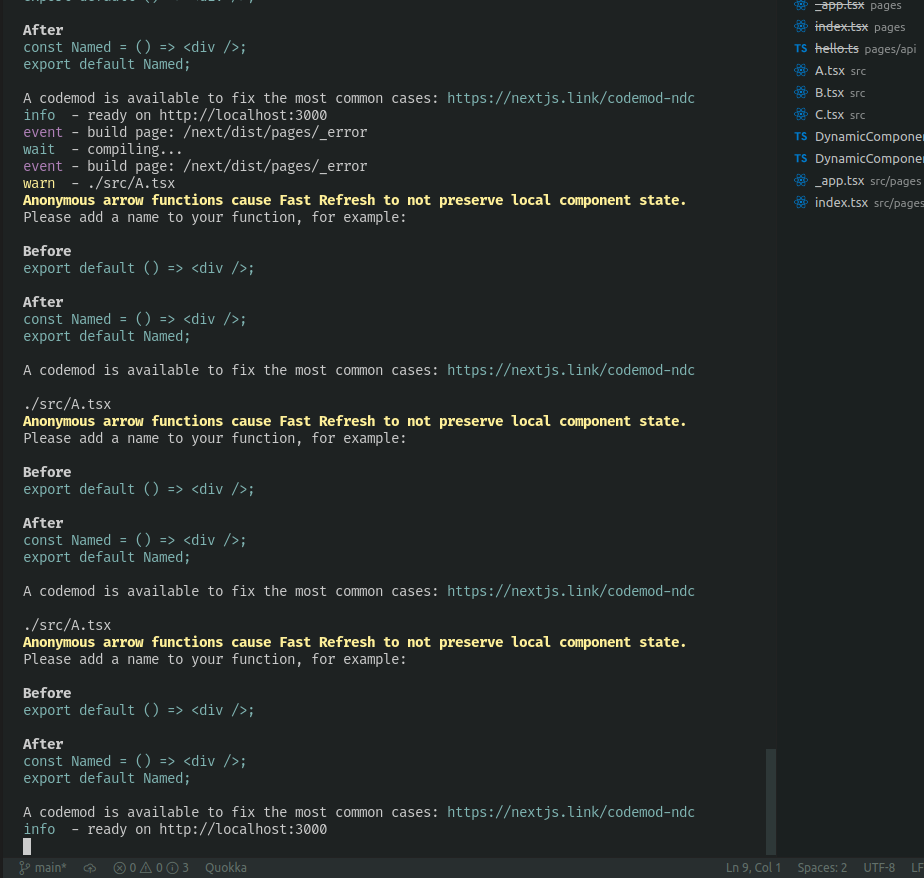 After
const Named = () => <div />;
export default Named;
A codemod is available to fix the most common cases: https://nextjs.link/codemod-ndc
info  - ready on http://localhost:3000
event - build page: /next/dist/pages/_error
wait  - compiling...
event - build page: /next/dist/pages/_error
warn  - ./src/A.tsx
Anonymous arrow functions cause Fast Refresh to not preserve local component state.
Please add a name to your function, for example:
Before
export default () => <div />;
After
const Named = () => <div />;
export default Named;
A codemod is available to fix the most common cases: https://nextjs.link/codemod-ndc
./src/A.tsx
Anonymous arrow functions cause Fast Refresh to not preserve local component state.
Please add a name to your function, for example:
Before
export default () => <div />;
After
const Named = () => <div />;
export default Named;
A codemod is available to fix the most common cases: https://nextjs.link/codemod-ndc
./src/A.tsx
Anonymous arrow functions cause Fast Refresh to not preserve local component state.
Please add a name to your function, for example:
Before
export default () => <div />;
After
const Named = () => <div />;
export default Named;
A codemod is available to fix the most common cases: https://nextjs.link/codemod-ndc
info  - ready on http://localhost:3000
_app.tsx pages
index.tsx pages
TS hello.ts pages/api
A.tsx src
B.tsx src
C.tsx src
TS DynamicCompone
TS DynamicCompone
_app.tsx src/pages
index.tsx src/pages
main* 0 0 3 Quokka Ln 9, Col 1 Spaces: 2 UTF-8 LF